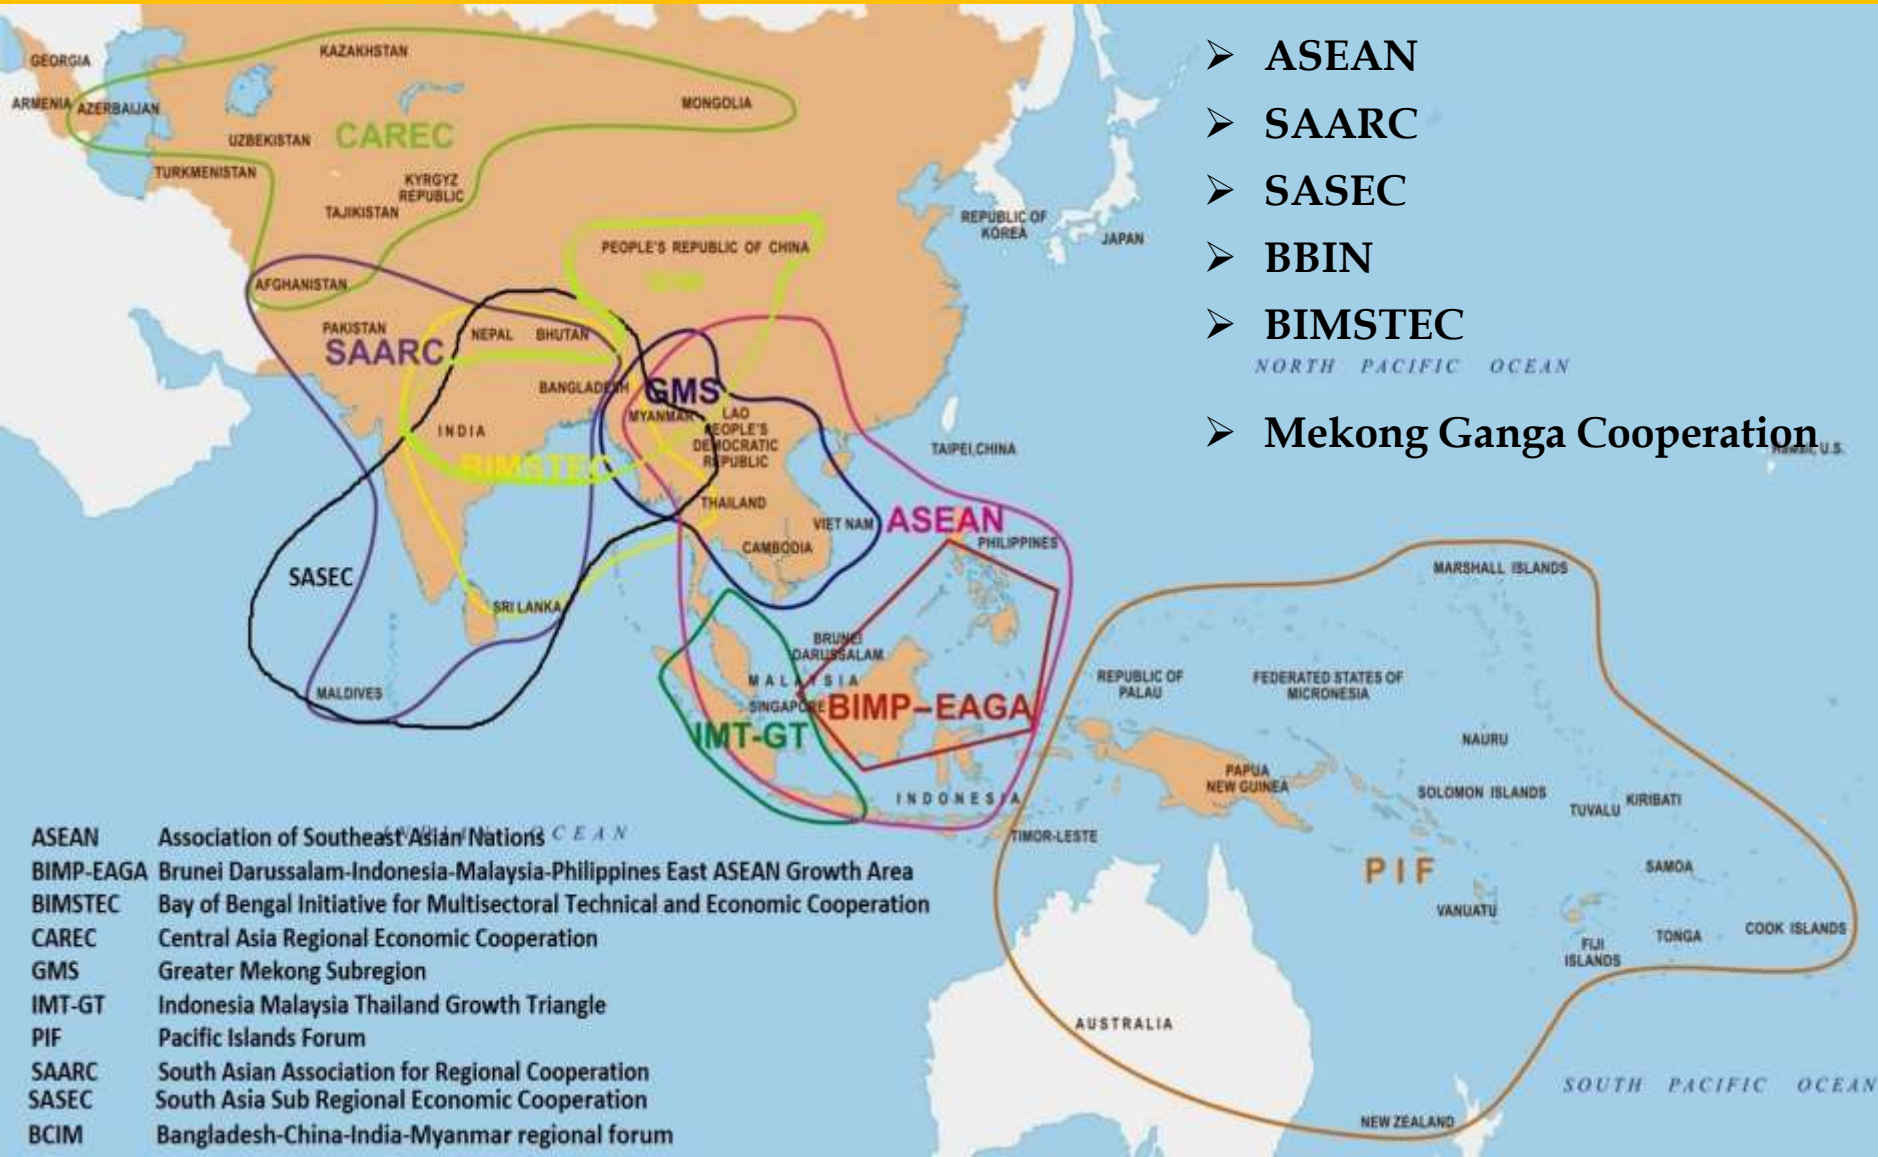 ASEAN
SAARC
SASEC
BBIN
BIMSTEC
NORTH PACIFIC OCEAN
Mekong Ganga Cooperation
Hawaii, U.S.
GEORGIA
KAZAKHSTAN
ARMENIA
AZERBAIJAN
MONGOLIA
UZBEKISTAN
CAREC
TURKMENISTAN
KYRGYZ
REPUBLIC
TAJIKISTAN
REPUBLIC OF
KOREA
JAPAN
PEOPLE'S REPUBLIC OF CHINA
AFGHANISTAN
PAKISTAN
SAARC
NEPAL
BHUTAN
BANGLADESH
GMS
MYANMAR
LAO
PEOPLE'S
DEMOCRATIC
REPUBLIC
INDIA
BIMSTEC
TAIPEI,CHINA
THAILAND
VIET NAM
ASEAN
CAMBODIA
PHILIPPINES
SASEC
SRI LANKA
MARSHALL ISLANDS
BRUNEI
DARUSSALAM
MALAYSIA
SINGAPORE
BIMP–EAGA
IMT-GT
MALDIVES
REPUBLIC OF
PALAU
FEDERATED STATES OF
MICRONESIA
NAURU
PAPUA
NEW GUINEA
SOLOMON ISLANDS
TUVALU
KIRIBATI
INDONESIA
TIMOR-LESTE
PIF
SAMOA
VANUATU
FIJI
ISLANDS
TONGA
COOK ISLANDS
AUSTRALIA
NEW ZEALAND
SOUTH PACIFIC OCEAN
OCEAN
ASEAN Association of Southeast Asian Nations
BIMP-EAGA Brunei Darussalam-Indonesia-Malaysia-Philippines East ASEAN Growth Area
BIMSTEC Bay of Bengal Initiative for Multisectoral Technical and Economic Cooperation
CAREC Central Asia Regional Economic Cooperation
GMS Greater Mekong Subregion
IMT-GT Indonesia Malaysia Thailand Growth Triangle
PIF Pacific Islands Forum
SAARC South Asian Association for Regional Cooperation
SASEC South Asia Sub Regional Economic Cooperation
BCIM Bangladesh-China-India-Myanmar regional forum